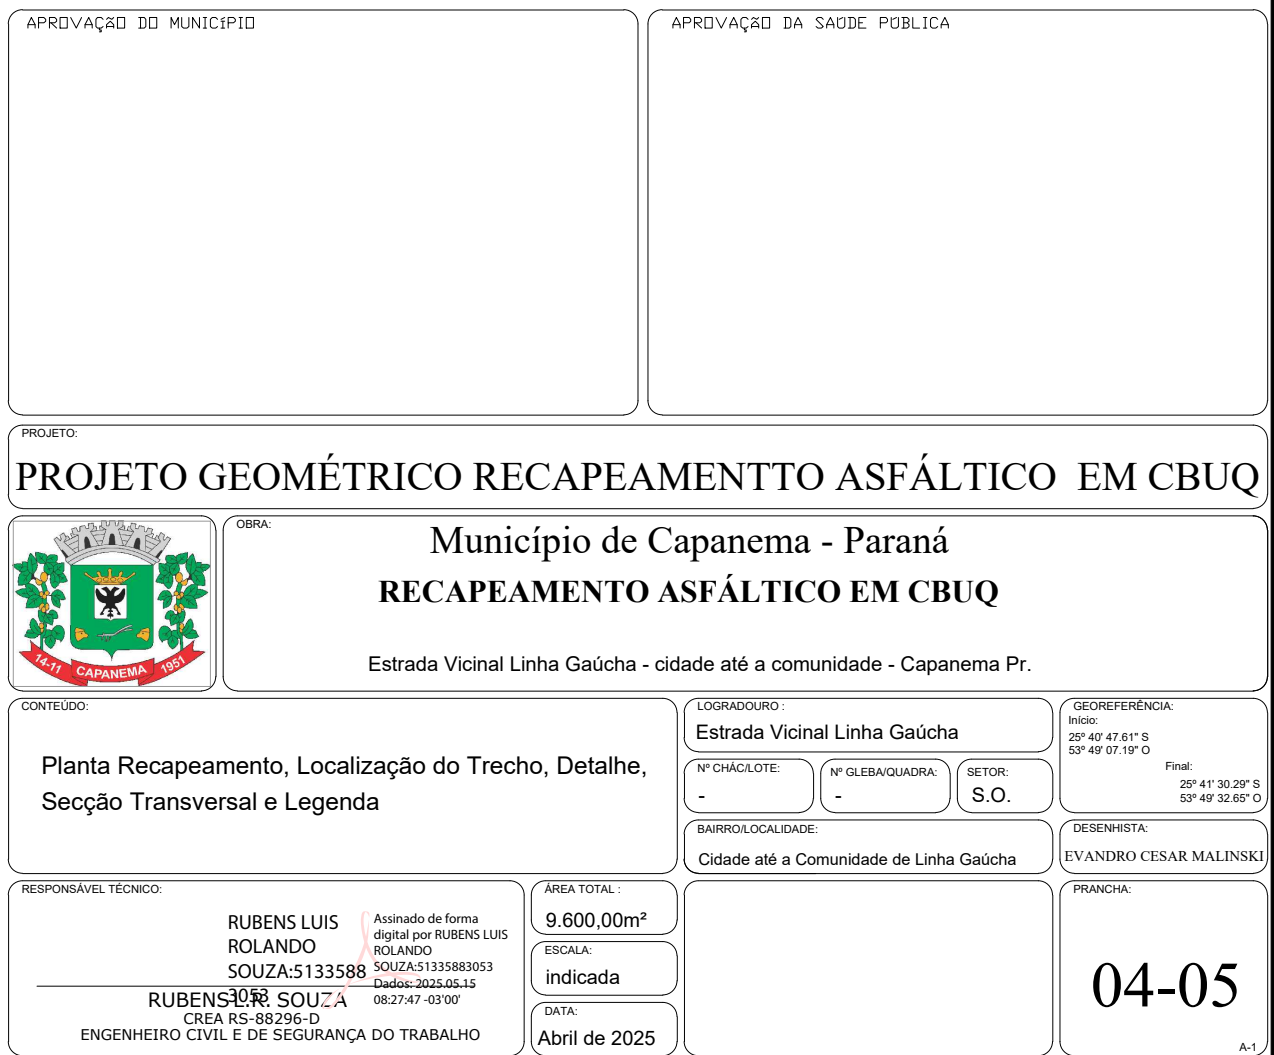 APROVAÇÃO DO MUNICÍPIO
APROVAÇÃO DA SAÚDE PÚBLICA
PROJETO:
PROJETO GEOMÉTRICO RECAPEAMENTTO ASFÁLTICO EM CBUQ
14-11 CAPANEMA 1951
OBRA:
Município de Capanema - Paraná
RECAPEAMENTO ASFÁLTICO EM CBUQ
Estrada Vicinal Linha Gaúcha - cidade até a comunidade - Capanema Pr.
CONTEÚDO:
Planta Recapeamento, Localização do Trecho, Detalhe,
Secção Transversal e Legenda
LOGRADOURO :
Estrada Vicinal Linha Gaúcha
Nº CHÁC/LOTE:
-
Nº GLEBA/QUADRA:
-
SETOR:
S.O.
BAIRRO/LOCALIDADE:
Cidade até a Comunidade de Linha Gaúcha
GEOREFERÊNCIA:
Início:
25º 40' 47.61" S
53º 49' 07.19" O
Final:
25º 41' 30.29" S
53º 49' 32.65" O
DESENHISTA:
EVANDRO CESAR MALINSKI
RESPONSÁVEL TÉCNICO:
RUBENS LUIS
ROLANDO
SOUZA:5133588
3053
Assinado de forma
digital por RUBENS LUIS
ROLANDO
SOUZA:51335883053
Dados: 2025.05.15
08:27:47 -03'00'
RUBENS L.R. SOUZA
CREA RS-88296-D
ENGENHEIRO CIVIL E DE SEGURANÇA DO TRABALHO
ÁREA TOTAL :
9.600,00m²
ESCALA:
indicada
DATA:
Abril de 2025
PRANCHA:
04-05
A-1